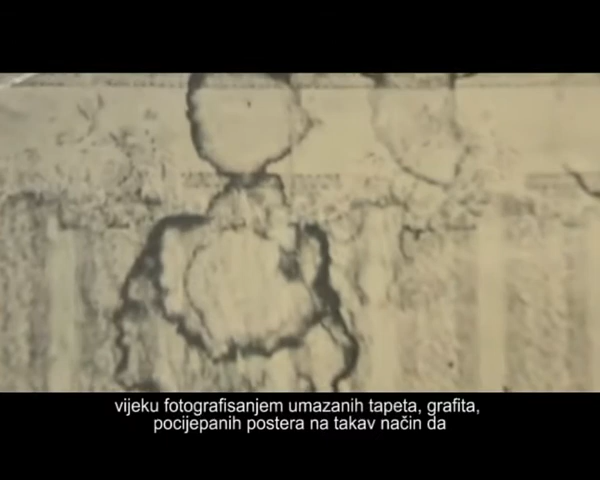 vijeku fotografisanjem umazanih tapeta, grafita,
pocijepanih postera na takav način da